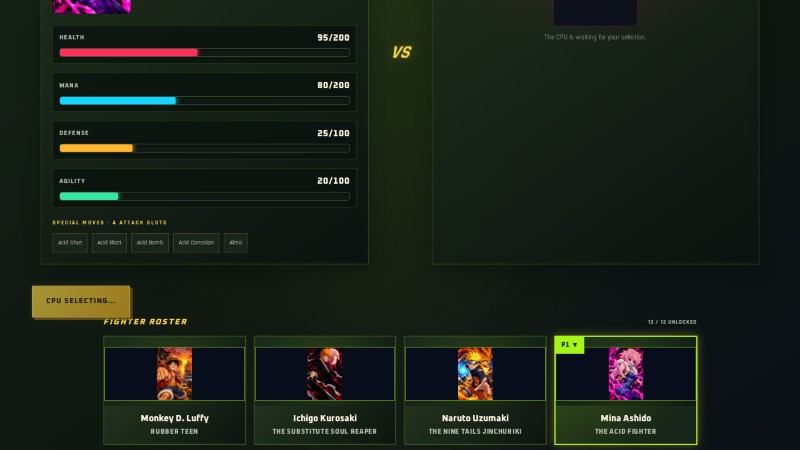 HEALTH 95/200
MANA 80/200
DEFENSE 25/100
AGILITY 20/100
SPECIAL MOVES · 4 ATTACK SLOTS
Acid Shot Acid Blast Acid Bomb Acid Corrosion Alma
VS
The CPU is waiting for your selection.
CPU SELECTING...
FIGHTER ROSTER 12 / 12 UNLOCKED
P1 ▼
Monkey D. Luffy
RUBBER TEEN
Ichigo Kurosaki
THE SUBSTITUTE SOUL REAPER
Naruto Uzumaki
THE NINE TAILS JINCHURIKI
Mina Ashido
THE ACID FIGHTER